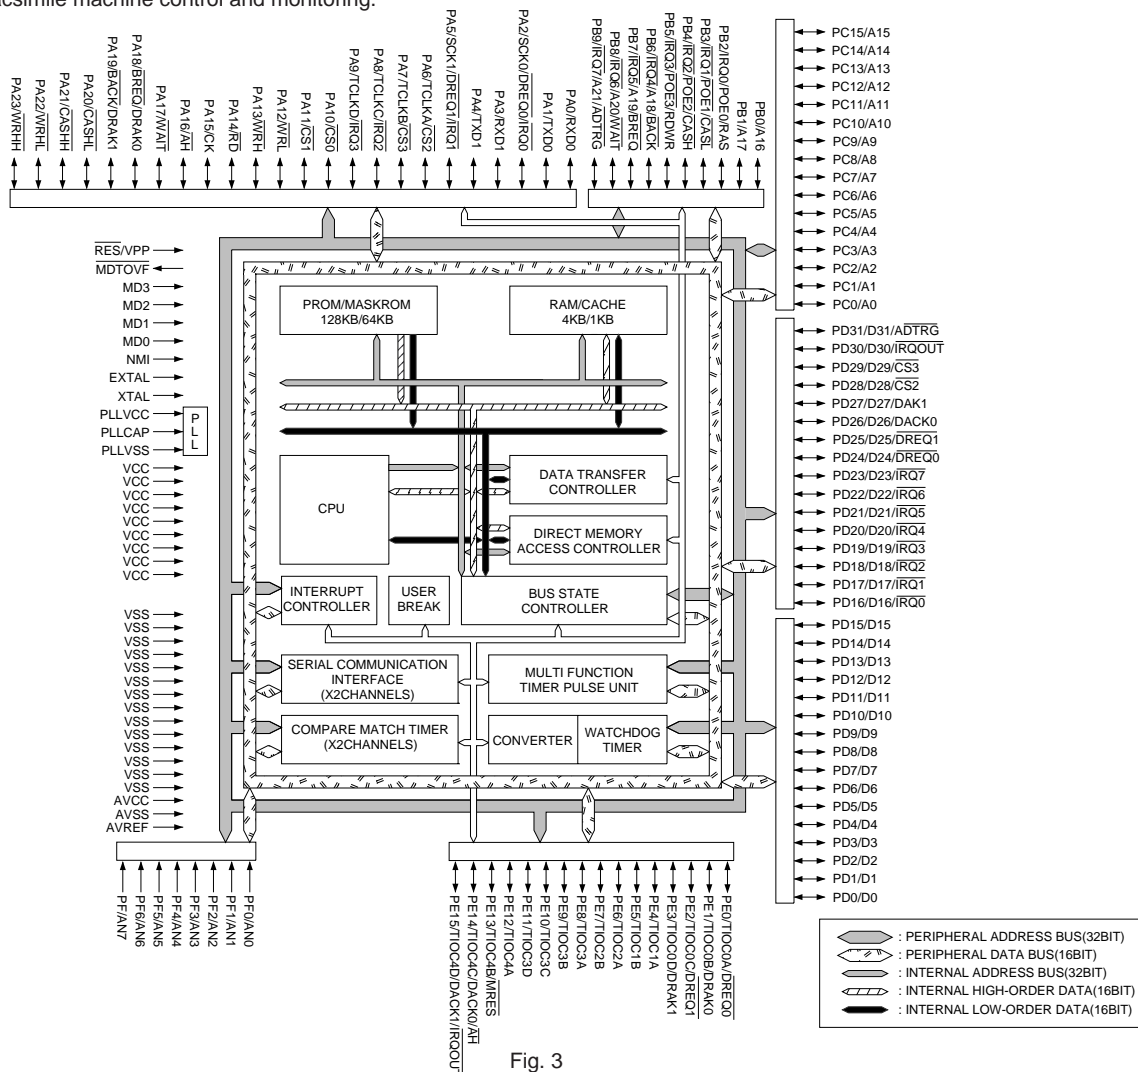 acsimile machine control and monitoring.
PA23/WRHH
PA22/WRHL
PA21/CASHH
PA20/CASHL
PA19/BACK/DRAK1
PA18/BREQ/DRAK0
PA17/WAIT
PA16/AH
PA15/CK
PA14/RD
PA13/WRH
PA12/WRL
PA11/CS1
PA10/CS0
PA9/TCLKD/IRQ3
PA8/TCLKC/IRQ2
PA7/TCLKB/CS3
PA6/TCLKA/CS2
PA5/SCK1/DREQ1/IRQ1
PA4/TXD1
PA3/RXD1
PA2/SCK0/DREQ0/IRQ0
PA1/TXD0
PA0/RXD0
PB9/IRQ7/A21/ADTRG
PB8/IRQ6/A20/WAIT
PB7/IRQ5/A19/BREQ
PB6/IRQ4/A18/BACK
PB5/IRQ3/POE3/RDWR
PB4/IRQ2/POE2/CASH
PB3/IRQ1/POE1/CASL
PB2/IRQ0/POE0/RAS
PB1/A17
PB0/A16
PC15/A15
PC14/A14
PC13/A13
PC12/A12
PC11/A11
PC10/A10
PC9/A9
PC8/A8
PC7/A7
PC6/A6
PC5/A5
PC4/A4
PC3/A3
PC2/A2
PC1/A1
PC0/A0
RES/VPP
MDTOVF
MD3
MD2
MD1
MD0
NMI
EXTAL
XTAL
PLLVCC
PLLCAP
PLLVSS
PLL
VCC
VCC
VCC
VCC
VCC
VCC
VCC
VCC
VCC
VSS
VSS
VSS
VSS
VSS
VSS
VSS
VSS
VSS
VSS
VSS
VSS
VSS
VSS
AVCC
AVSS
AVREF
PROM/MASKROM
128KB/64KB
RAM/CACHE
4KB/1KB
CPU
DATA TRANSFER
CONTROLLER
DIRECT MEMORY
ACCESS CONTROLLER
INTERRUPT
CONTROLLER
USER
BREAK
BUS STATE
CONTROLLER
SERIAL COMMUNICATION
INTERFACE
(X2CHANNELS)
MULTI FUNCTION
TIMER PULSE UNIT
COMPARE MATCH TIMER
(X2CHANNELS)
CONVERTER
WATCHDOG
TIMER
PD31/D31/ADTRG
PD30/D30/IRQOUT
PD29/D29/CS3
PD28/D28/CS2
PD27/D27/DAK1
PD26/D26/DACK0
PD25/D25/DREQ1
PD24/D24/DREQ0
PD23/D23/IRQ7
PD22/D22/IRQ6
PD21/D21/IRQ5
PD20/D20/IRQ4
PD19/D19/IRQ3
PD18/D18/IRQ2
PD17/D17/IRQ1
PD16/D16/IRQ0
PD15/D15
PD14/D14
PD13/D13
PD12/D12
PD11/D11
PD10/D10
PD9/D9
PD8/D8
PD7/D7
PD6/D6
PD5/D5
PD4/D4
PD3/D3
PD2/D2
PD1/D1
PD0/D0
PF/AN7
PF6/AN6
PF5/AN5
PF4/AN4
PF3/AN3
PF2/AN2
PF1/AN1
PF0/AN0
PE15/TIOC4D/DACK1/IRQOUT
PE14/TIOC4C/DACK0/AH
PE13/TIOC4B/MRES
PE12/TIOC4A
PE11/TIOC3D
PE10/TIOC3C
PE9/TIOC3B
PE8/TIOC3A
PE7/TIOC2B
PE6/TIOC2A
PE5/TIOC1B
PE4/TIOC1A
PE3/TIOC0D/DRAK1
PE2/TIOC0C/DREQ1
PE1/TIOC0B/DRAK0
PE0/TIOC0A/DREQ0
: PERIPHERAL ADDRESS BUS(32BIT)
: PERIPHERAL DATA BUS(16BIT)
: INTERNAL ADDRESS BUS(32BIT)
: INTERNAL HIGH-ORDER DATA(16BIT)
: INTERNAL LOW-ORDER DATA(16BIT)
Fig. 3